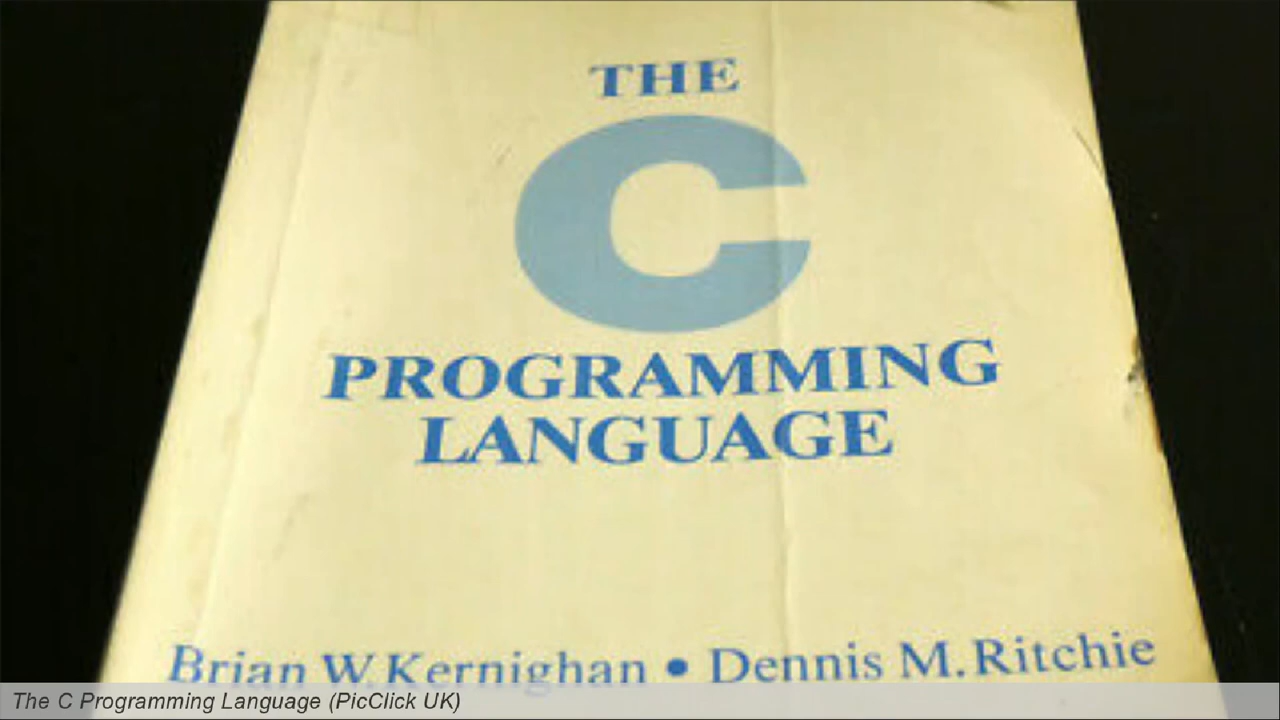 THE
C
PROGRAMMING
LANGUAGE
Brian W. Kernighan • Dennis M. Ritchie
The C Programming Language (PicClick UK)